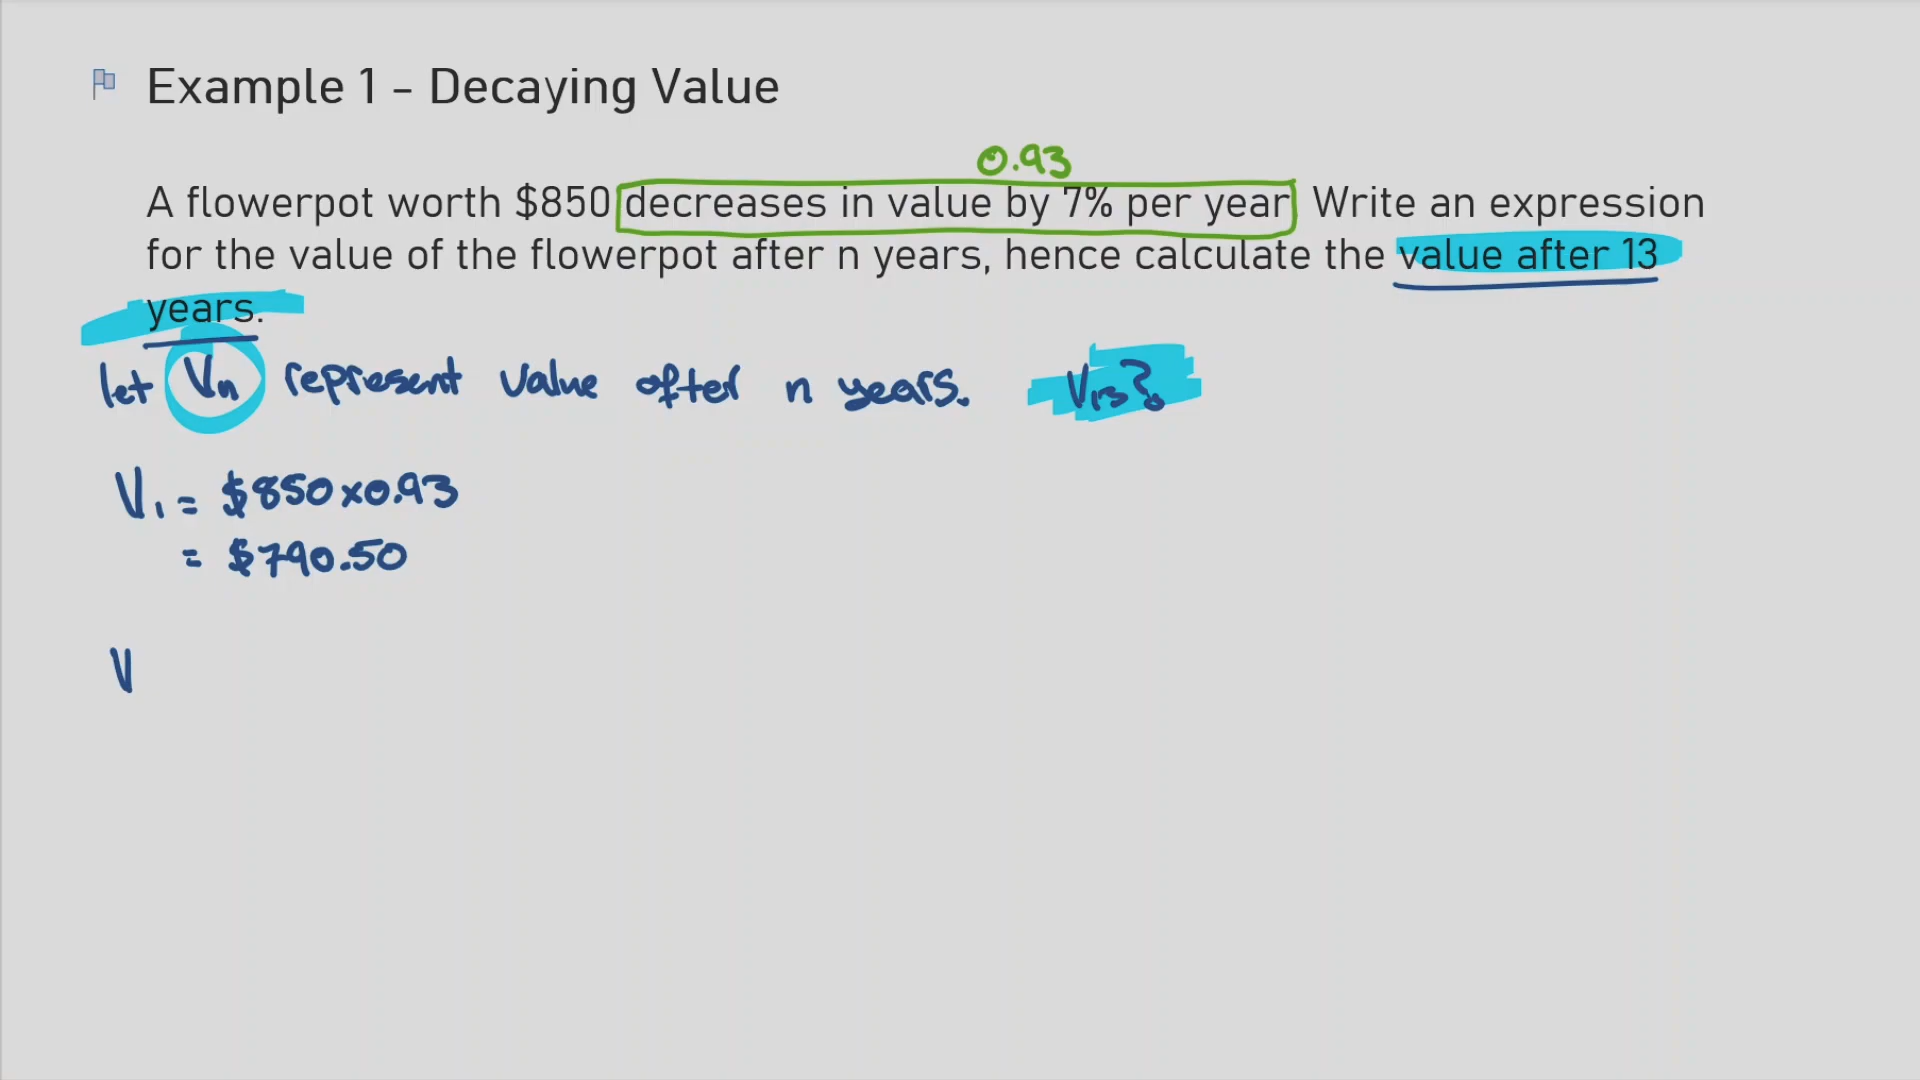 Example 1 – Decaying Value
0.93
A flowerpot worth $850 decreases in value by 7% per year. Write an expression
for the value of the flowerpot after n years, hence calculate the value after 13
years.
let Vn represent value after n years. V13?
V1 = $850×0.93
= $790.50
V